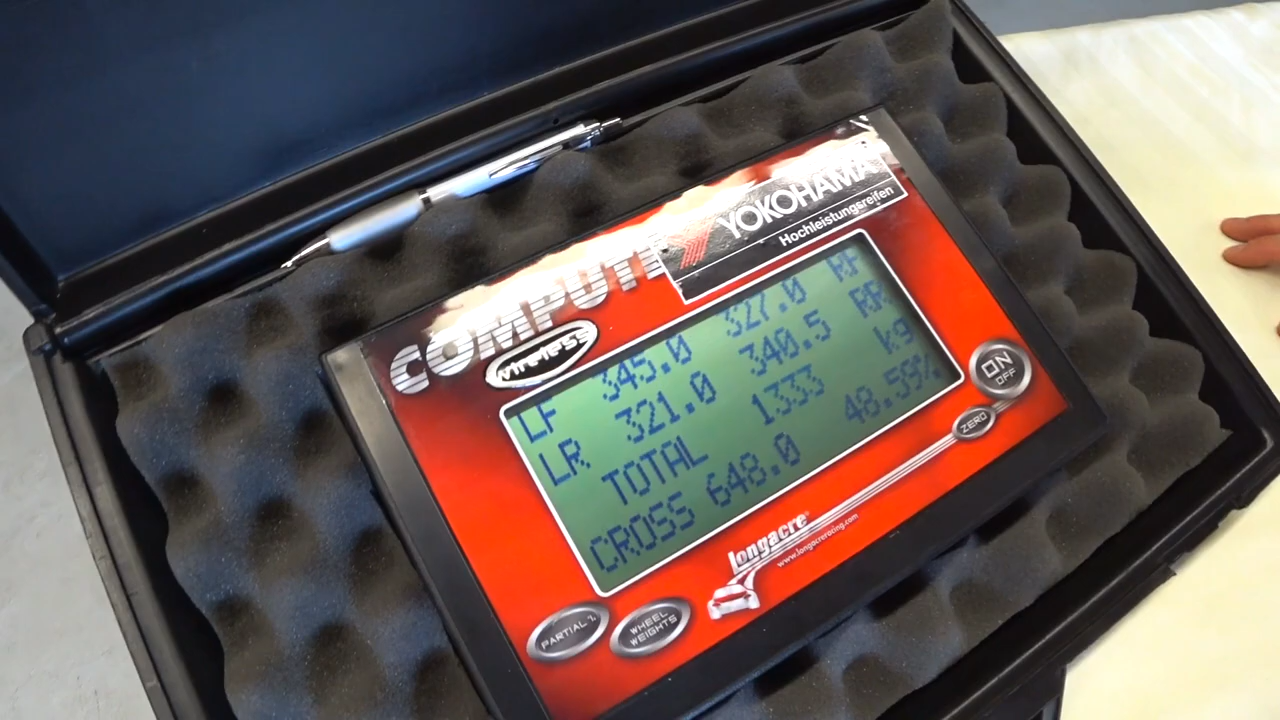 COMPUTE
wireless
YOKOHAMA
Hochleistungsreifen
LF 345.0 327.0 RF
LR 321.0 340.5 RR
TOTAL 1333 kg
CROSS 648.0 48.59%
ON
OFF
ZERO
longacre®
www.longacreracing.com
PARTIAL %
WHEEL
WEIGHTS